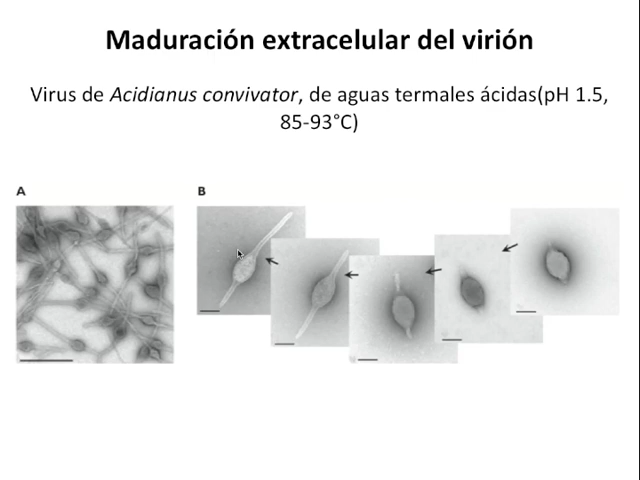 Maduración extracelular del virión
Virus de Acidianus convivator, de aguas termales ácidas(pH 1.5,
85-93°C)
A
B